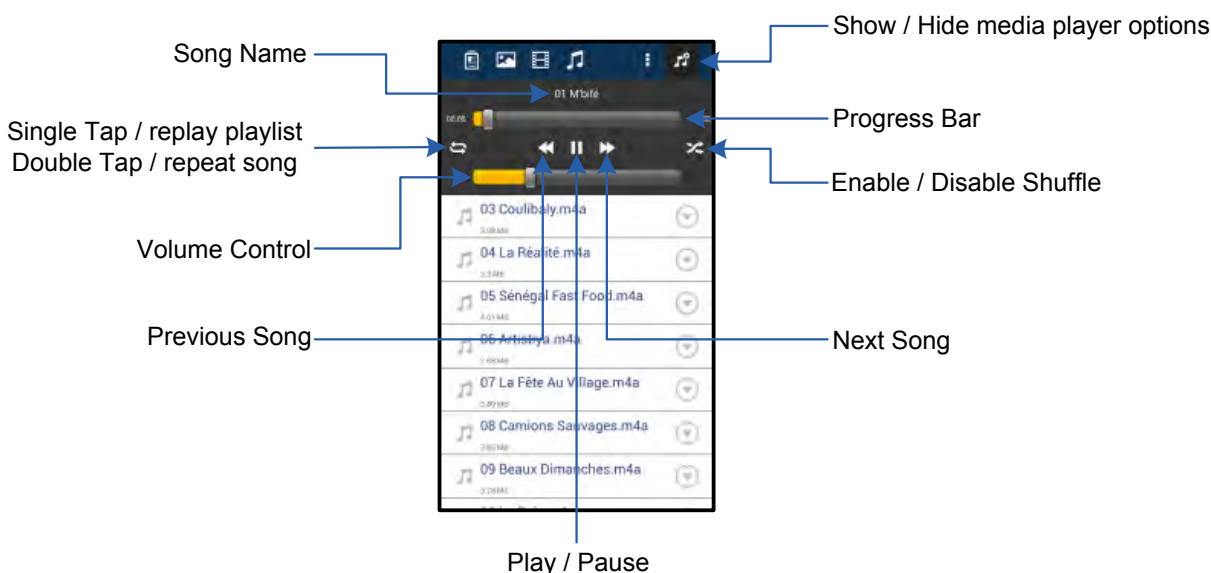 Show / Hide media player options
Song Name
01 M'bifé
Progress Bar
Single Tap / replay playlist
Double Tap / repeat song
Enable / Disable Shuffle
03 Coulibaly.m4a
Volume Control
04 La Réalité.m4a
05 Sénégal Fast Food.m4a
Previous Song
06 Artistiya.m4a
Next Song
07 La Fête Au Village.m4a
08 Camions Sauvages.m4a
09 Beaux Dimanches.m4a
Play / Pause